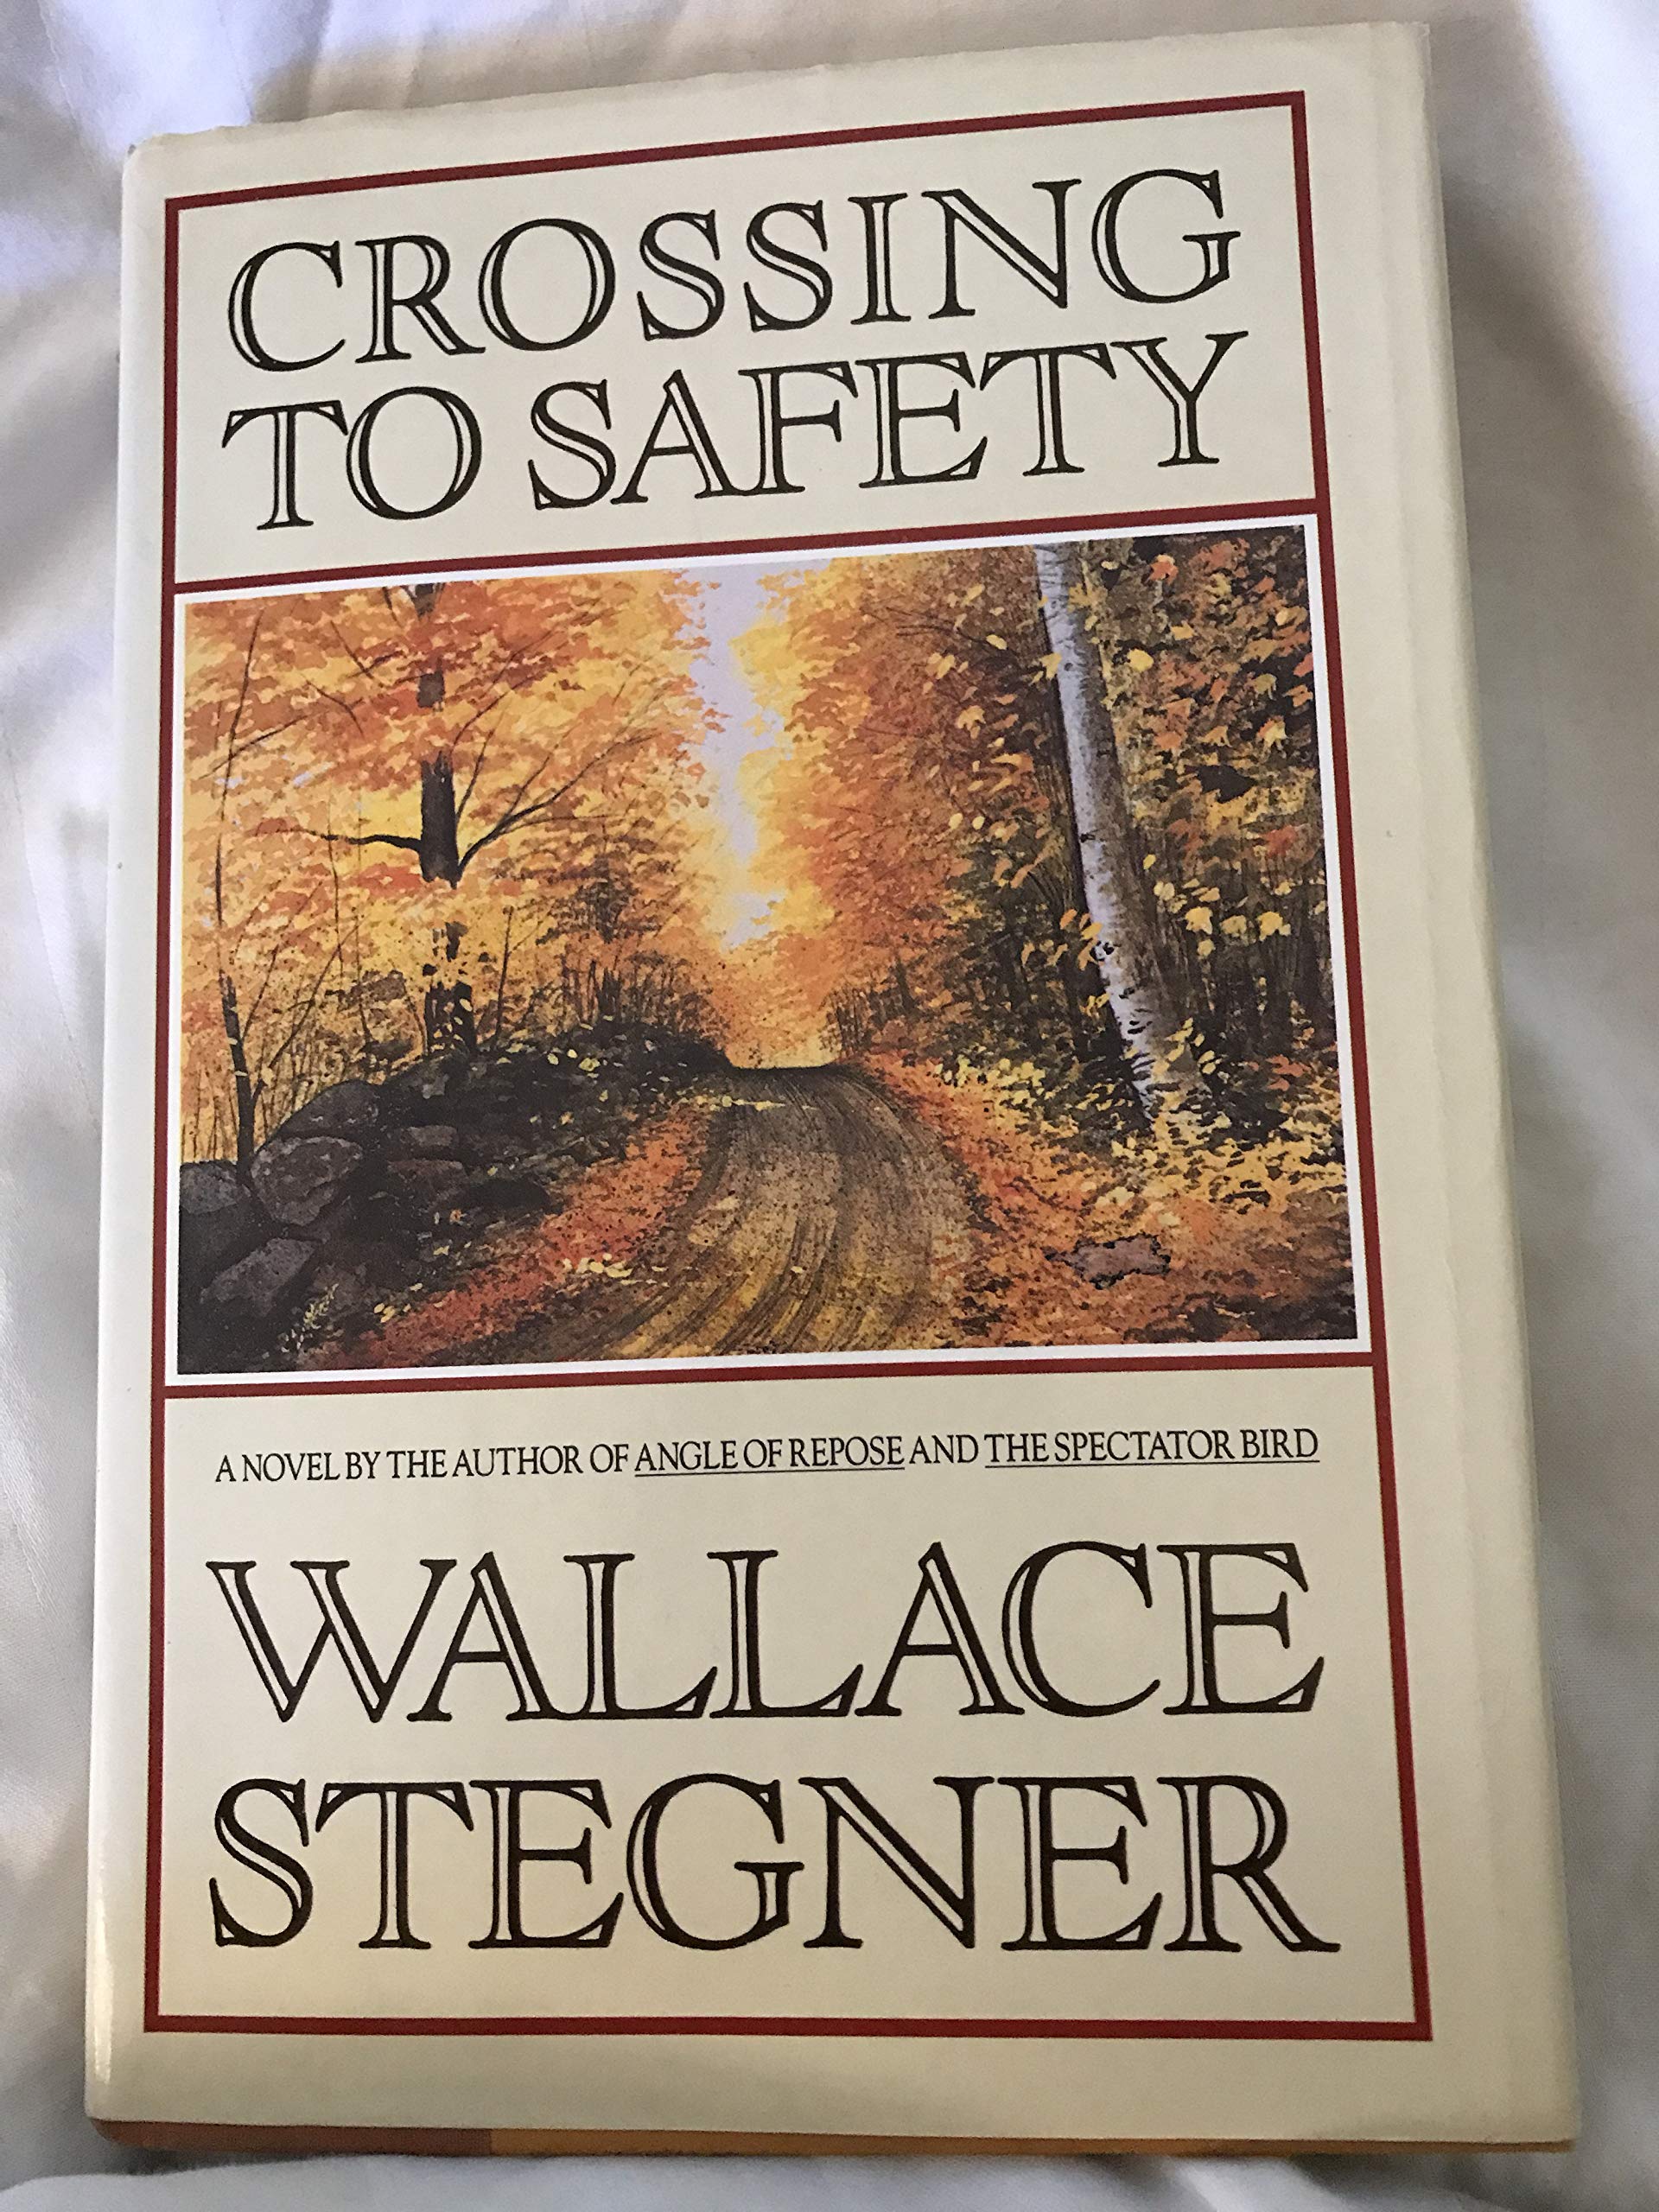 CROSSING
TO SAFETY
A NOVEL BY THE AUTHOR OF ANGLE OF REPOSE AND THE SPECTATOR BIRD
WALLACE
STEGNER